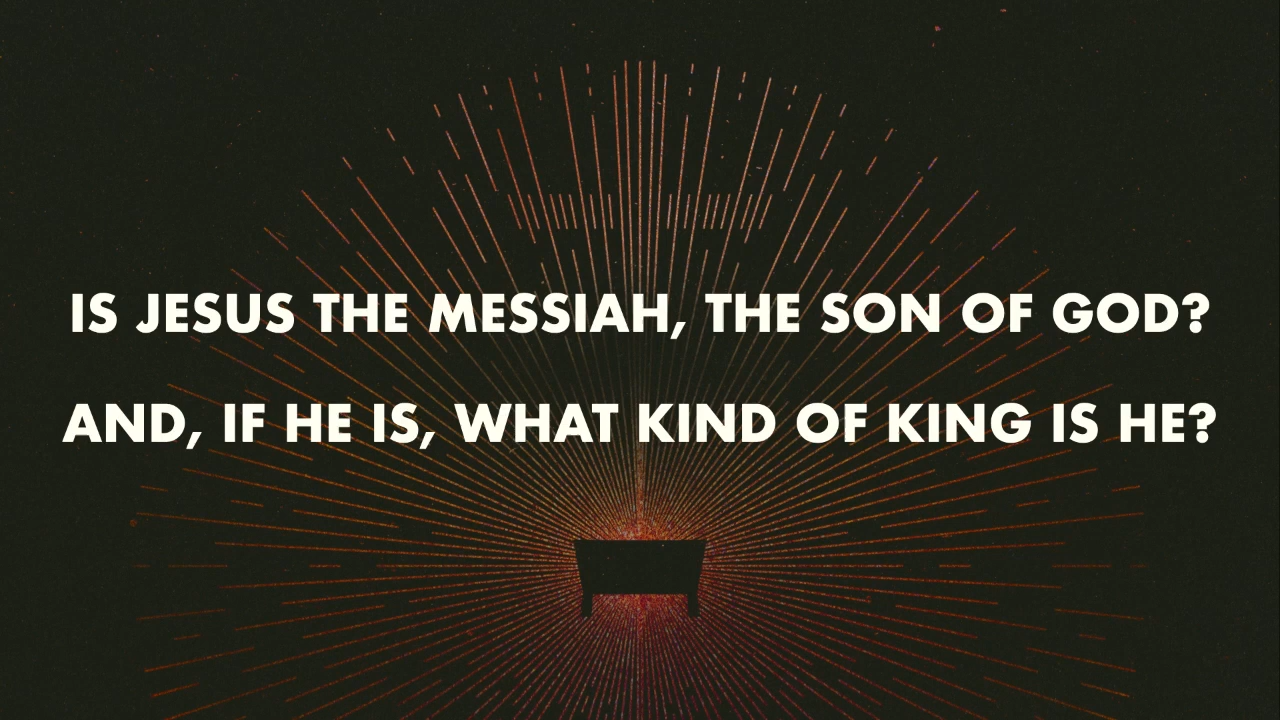 IS JESUS THE MESSIAH, THE SON OF GOD?
AND, IF HE IS, WHAT KIND OF KING IS HE?